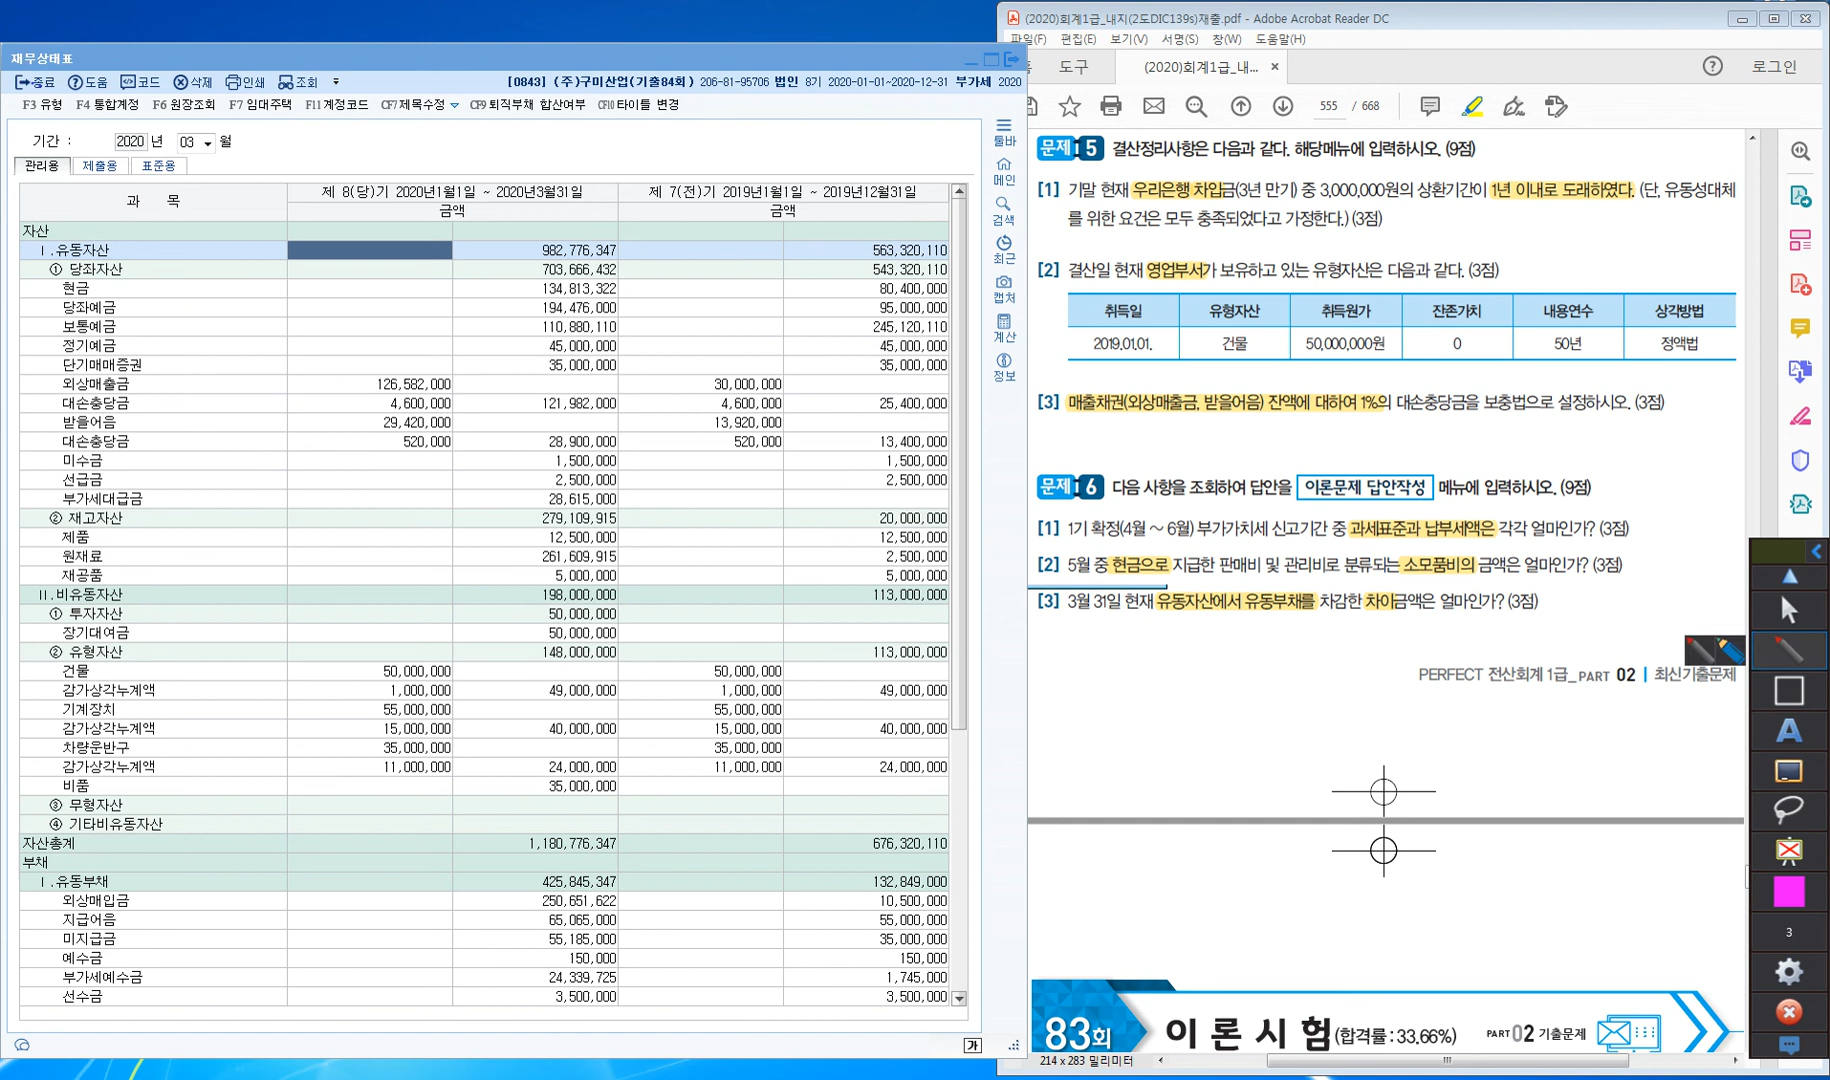 재무상태표
종료 도움 코드 삭제 인쇄 조회 [0843] (주)구미산업(기출84회) 206-81-95706 법인 8기 2020-01-01~2020-12-31 부가세 2020
F3 유형 F4 통합계정 F6 원장조회 F7 임대주택 F11 계정코드 CF7 제목수정 CF9 퇴직부채 합산여부 CF10 타이틀 변경
기간 : 2020 년 03 월
관리용 제출용 표준용
과 목 제 8(당)기 2020년1월1일 ~ 2020년3월31일 제 7(전)기 2019년1월1일 ~ 2019년12월31일
금액 금액
자산
Ⅰ.유동자산 982,776,347 563,320,110
① 당좌자산 703,666,432 543,320,110
현금 134,813,322 80,400,000
당좌예금 194,476,000 95,000,000
보통예금 110,880,110 245,120,110
정기예금 45,000,000 45,000,000
단기매매증권 35,000,000 35,000,000
외상매출금 126,582,000 30,000,000
대손충당금 4,600,000 121,982,000 4,600,000 25,400,000
받을어음 29,420,000 13,920,000
대손충당금 520,000 28,900,000 520,000 13,400,000
미수금 1,500,000 1,500,000
선급금 2,500,000 2,500,000
부가세대급금 28,615,000
② 재고자산 279,109,915 20,000,000
제품 12,500,000 12,500,000
원재료 261,609,915 2,500,000
재공품 5,000,000 5,000,000
Ⅱ.비유동자산 198,000,000 113,000,000
① 투자자산 50,000,000
장기대여금 50,000,000
② 유형자산 148,000,000 113,000,000
건물 50,000,000 50,000,000
감가상각누계액 1,000,000 49,000,000 1,000,000 49,000,000
기계장치 55,000,000 55,000,000
감가상각누계액 15,000,000 40,000,000 15,000,000 40,000,000
차량운반구 35,000,000 35,000,000
감가상각누계액 11,000,000 24,000,000 11,000,000 24,000,000
비품 35,000,000
③ 무형자산
④ 기타비유동자산
자산총계 1,180,776,347 676,320,110
부채
Ⅰ.유동부채 425,845,347 132,849,000
외상매입금 250,651,622 10,500,000
지급어음 65,065,000 55,000,000
미지급금 55,185,000 35,000,000
예수금 150,000 150,000
부가세예수금 24,339,725 1,745,000
선수금 3,500,000 3,500,000
가
툴바
메인
검색
최근
캡처
계산
정보
(2020)회계1급_내지(2도DIC139s)재출.pdf - Adobe Acrobat Reader DC
파일(F) 편집(E) 보기(V) 서명(S) 창(W) 도움말(H)
도구 (2020)회계1급_내... × 로그인
555 / 668
문제 5 결산정리사항은 다음과 같다. 해당메뉴에 입력하시오. (9점)
[1] 기말 현재 우리은행 차입금(3년 만기) 중 3,000,000원의 상환기간이 1년 이내로 도래하였다. (단, 유동성대체
를 위한 요건은 모두 충족되었다고 가정한다.) (3점)
[2] 결산일 현재 영업부서가 보유하고 있는 유형자산은 다음과 같다. (3점)
취득일 유형자산 취득원가 잔존가치 내용연수 상각방법
2019.01.01. 건물 50,000,000원 0 50년 정액법
[3] 매출채권(외상매출금, 받을어음) 잔액에 대하여 1%의 대손충당금을 보충법으로 설정하시오. (3점)
문제 6 다음 사항을 조회하여 답안을 이론문제 답안작성 메뉴에 입력하시오. (9점)
[1] 1기 확정(4월 ~ 6월) 부가가치세 신고기간 중 과세표준과 납부세액은 각각 얼마인가? (3점)
[2] 5월 중 현금으로 지급한 판매비 및 관리비로 분류되는 소모품비의 금액은 얼마인가? (3점)
[3] 3월 31일 현재 유동자산에서 유동부채를 차감한 차이금액은 얼마인가? (3점)
PERFECT 전산회계 1급_PART 02 | 최신기출문제
83회 이론시험(합격률 : 33.66%) PART 02 기출문제
214 x 283 밀리미터
A
3